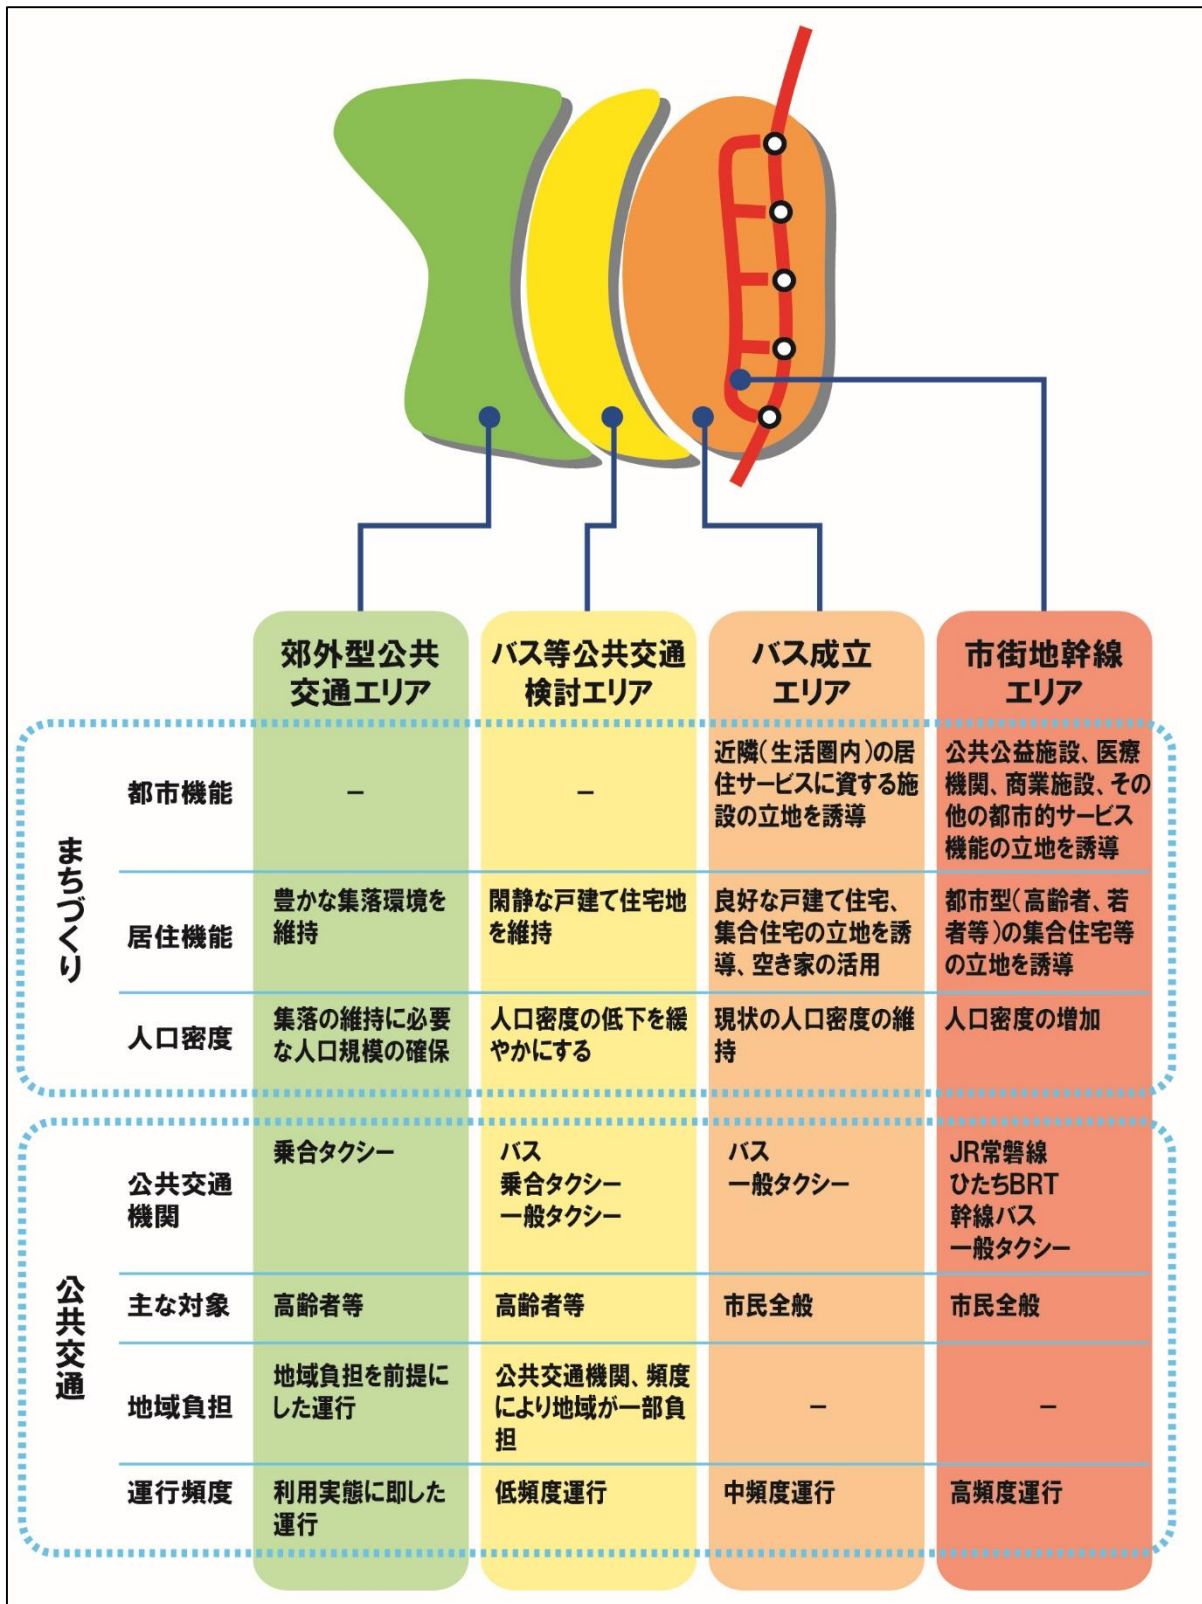 郊外型公共
交通エリア
バス等公共交通
検討エリア
バス成立
エリア
市街地幹線
エリア
まちづくり
都市機能
－
－
近隣（生活圏内）の居
住サービスに資する施
設の立地を誘導
公共公益施設、医療
機関、商業施設、その
他の都市的サービス
機能の立地を誘導
居住機能
豊かな集落環境を
維持
閑静な戸建て住宅地
を維持
良好な戸建て住宅、
集合住宅の立地を誘
導、空き家の活用
都市型（高齢者、若
者等）の集合住宅等
の立地を誘導
人口密度
集落の維持に必要
な人口規模の確保
人口密度の低下を緩
やかにする
現状の人口密度の維
持
人口密度の増加
公共交通
公共交通
機関
乗合タクシー
バス
乗合タクシー
一般タクシー
バス
一般タクシー
JR常磐線
ひたちBRT
幹線バス
一般タクシー
主な対象
高齢者等
高齢者等
市民全般
市民全般
地域負担
地域負担を前提に
した運行
公共交通機関、頻度
により地域が一部負
担
－
－
運行頻度
利用実態に即した
運行
低頻度運行
中頻度運行
高頻度運行